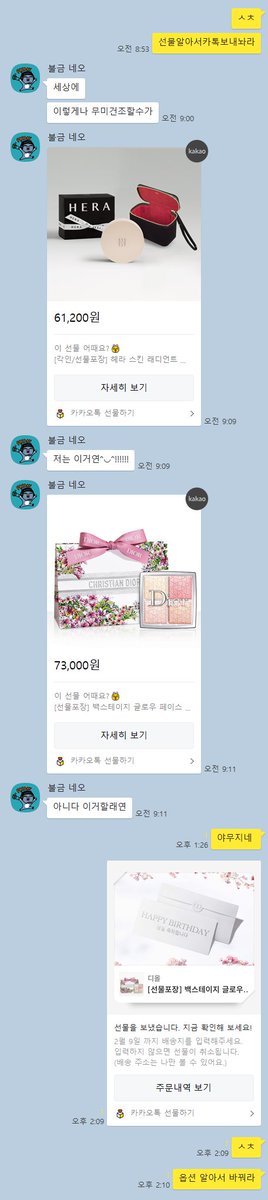 ㅅㅊ
선물알아서카톡보내놔라
오전 8:53
불금 네오
세상에
이렇게나 무미건조할수가
오전 9:00
불금 네오
kakao
HERA
HERA
61,200원
이 선물 어때요?
[각인/선물포장] 헤라 스킨 래디언트 ...
자세히 보기
카카오톡 선물하기
오전 9:09
불금 네오
저는 이거연^◡^!!!!!!
오전 9:09
불금 네오
kakao
DIOR
CHRISTIAN DIOR
DIOR
73,000원
이 선물 어때요?
[선물포장] 백스테이지 글로우 페이스 ...
자세히 보기
카카오톡 선물하기
오전 9:11
불금 네오
아니다 이거할래연
오전 9:11
야무지네
오후 1:26
HAPPY BIRTHDAY
디올
[선물포장] 백스테이지 글로우..
선물을 보냈습니다. 지금 확인해 보세요!
2월 9일 까지 배송지를 입력해주세요.
입력하지 않으면 선물이 취소됩니다.
(배송 주소는 나만 볼 수 있어요.)
주문내역 보기
카카오톡 선물하기
오후 2:09
ㅅㅊ
오후 2:09
옵션 알아서 바꿔라
오후 2:10